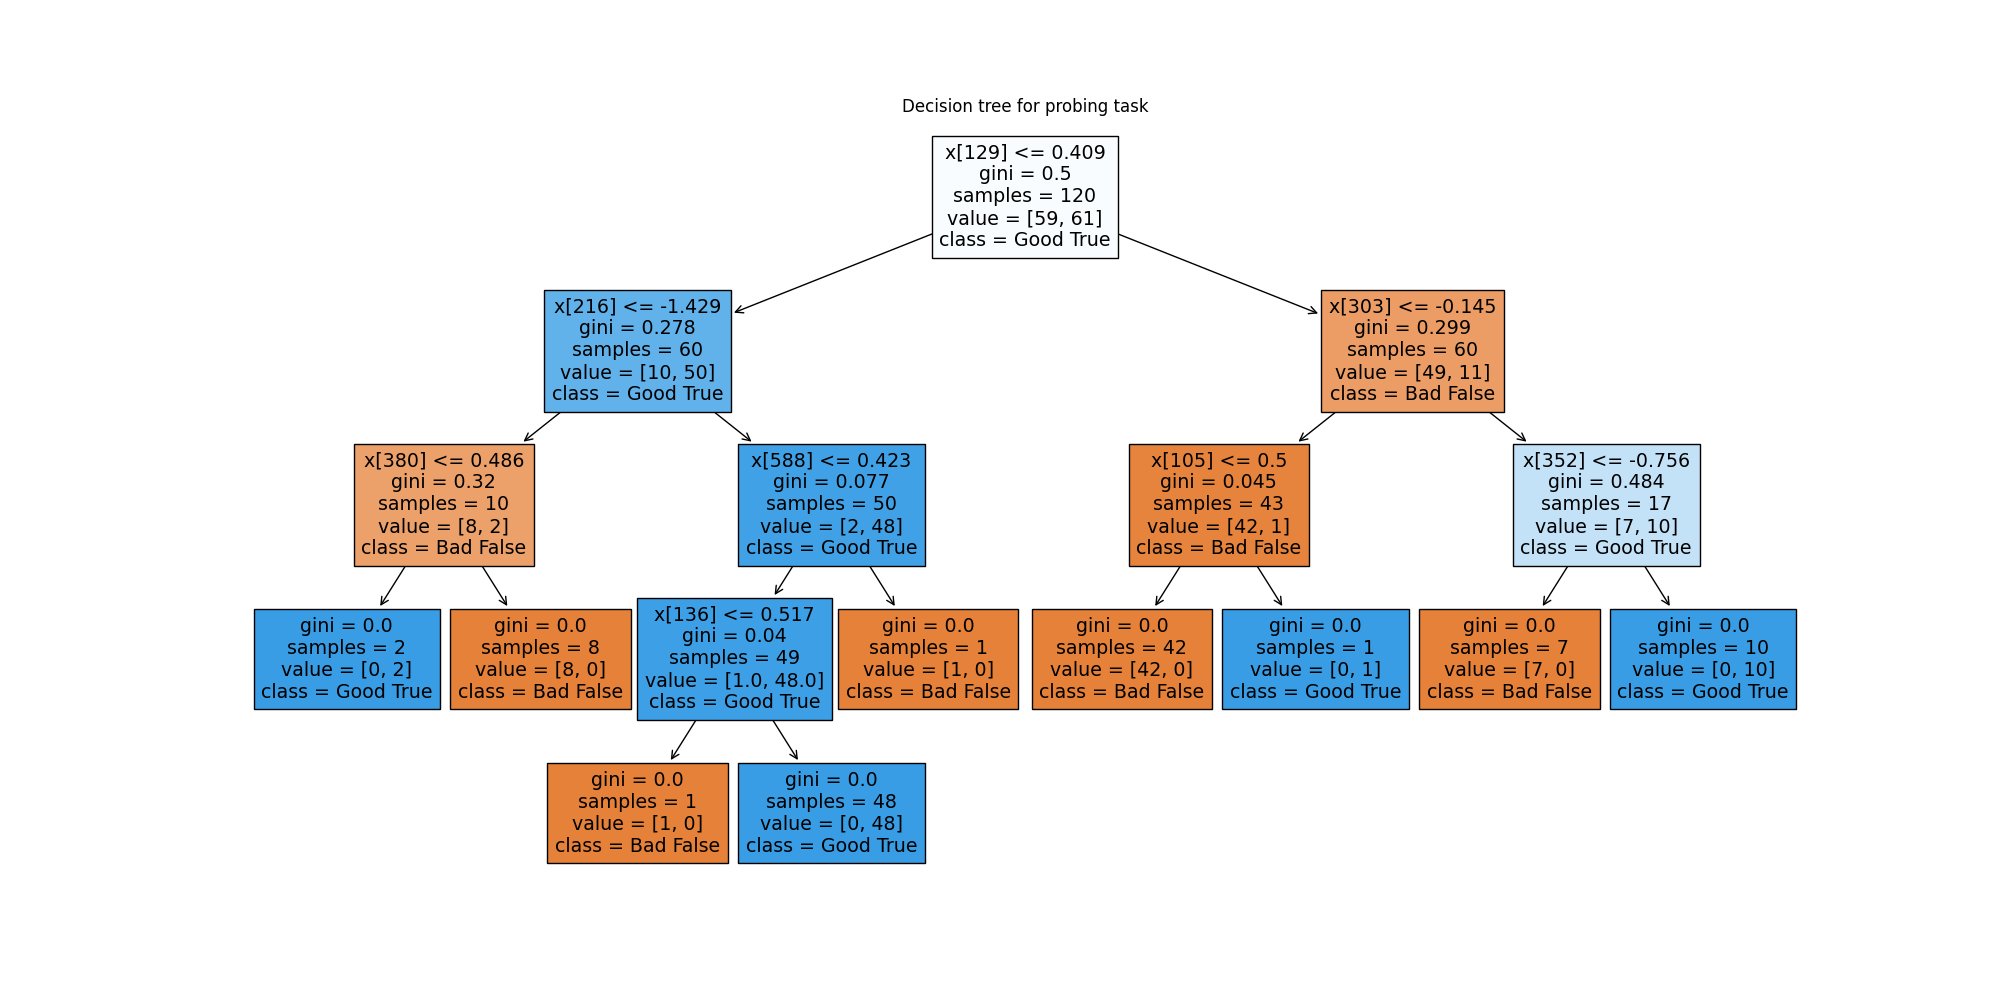 Decision tree for probing task
x[129] <= 0.409
gini = 0.5
samples = 120
value = [59, 61]
class = Good True
x[216] <= -1.429
gini = 0.278
samples = 60
value = [10, 50]
class = Good True
x[303] <= -0.145
gini = 0.299
samples = 60
value = [49, 11]
class = Bad False
x[380] <= 0.486
gini = 0.32
samples = 10
value = [8, 2]
class = Bad False
x[588] <= 0.423
gini = 0.077
samples = 50
value = [2, 48]
class = Good True
x[105] <= 0.5
gini = 0.045
samples = 43
value = [42, 1]
class = Bad False
x[352] <= -0.756
gini = 0.484
samples = 17
value = [7, 10]
class = Good True
gini = 0.0
samples = 2
value = [0, 2]
class = Good True
gini = 0.0
samples = 8
value = [8, 0]
class = Bad False
x[136] <= 0.517
gini = 0.04
samples = 49
value = [1.0, 48.0]
class = Good True
gini = 0.0
samples = 1
value = [1, 0]
class = Bad False
gini = 0.0
samples = 42
value = [42, 0]
class = Bad False
gini = 0.0
samples = 1
value = [0, 1]
class = Good True
gini = 0.0
samples = 7
value = [7, 0]
class = Bad False
gini = 0.0
samples = 10
value = [0, 10]
class = Good True
gini = 0.0
samples = 1
value = [1, 0]
class = Bad False
gini = 0.0
samples = 48
value = [0, 48]
class = Good True